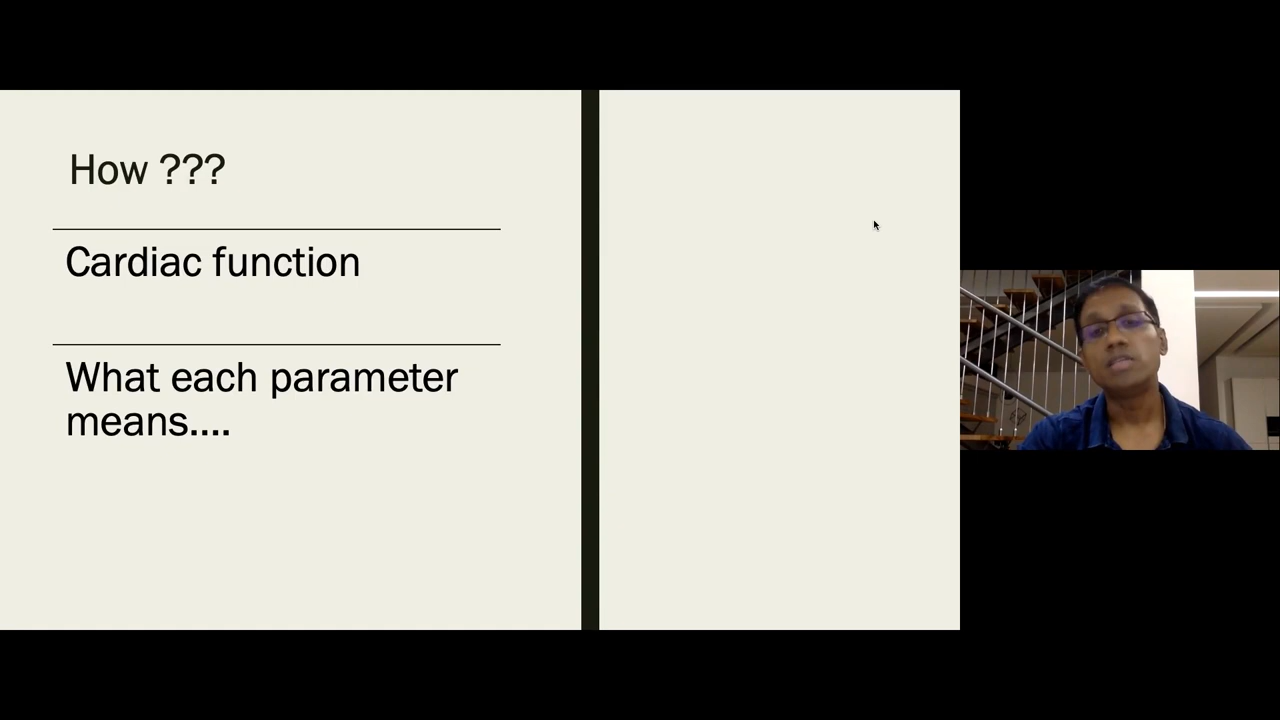 How ???
Cardiac function
What each parameter
means....